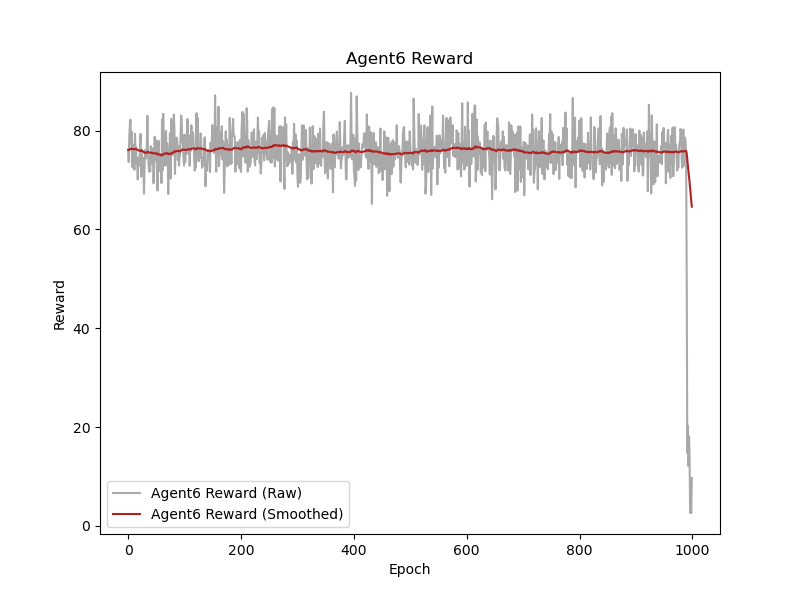 Agent6 Reward
80
60
40
20
0
Reward
Agent6 Reward (Raw)
Agent6 Reward (Smoothed)
0 200 400 600 800 1000
Epoch